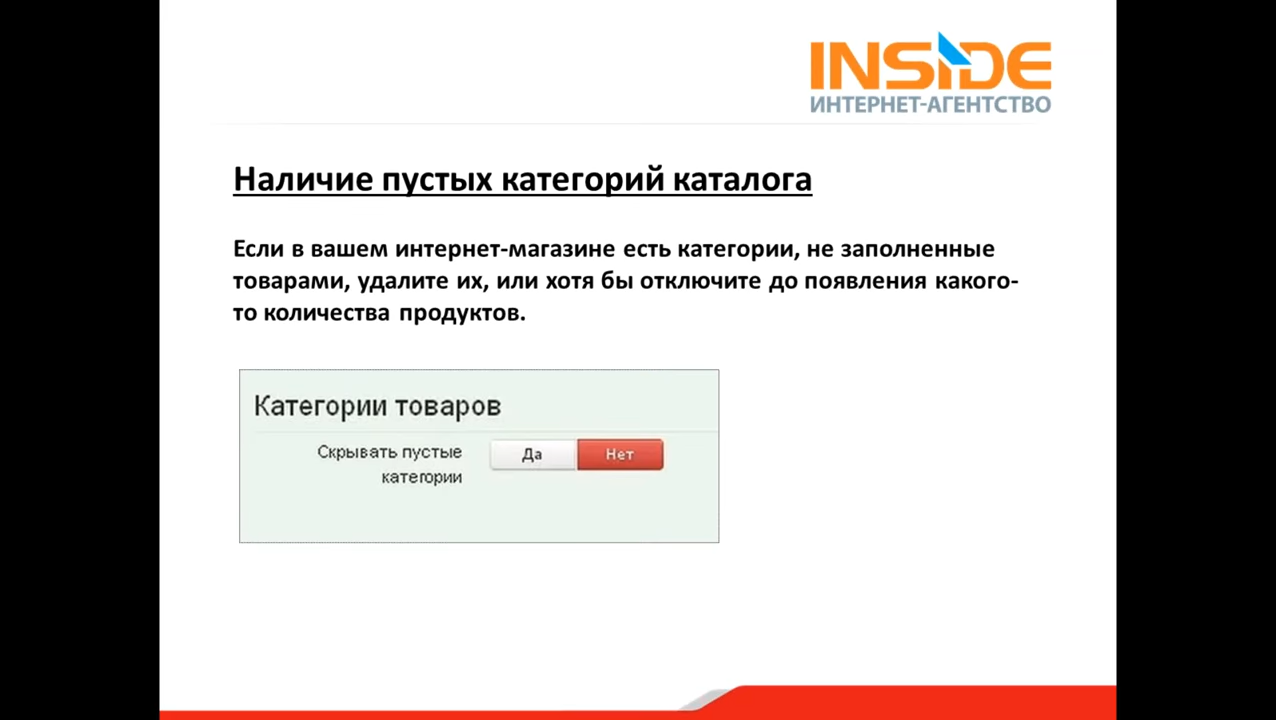 INSIDE
ИНТЕРНЕТ-АГЕНТСТВО
Наличие пустых категорий каталога
Если в вашем интернет-магазине есть категории, не заполненные
товарами, удалите их, или хотя бы отключите до появления какого-
то количества продуктов.
Категории товаров
Скрывать пустые Да Нет
категории